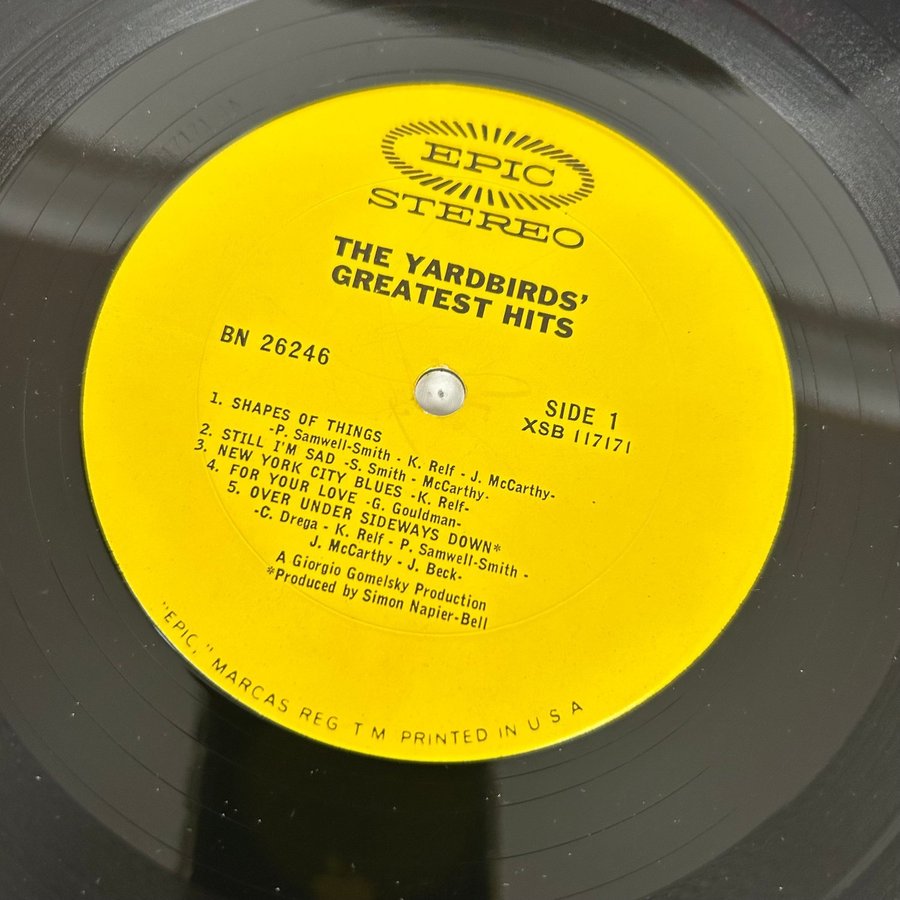 EPIC
STEREO
THE YARDBIRDS'
GREATEST HITS
BN 26246
SIDE 1
XSB 117171
1. SHAPES OF THINGS
-P. Samwell-Smith - K. Relf - J. McCarthy-
2. STILL I'M SAD -S. Smith - McCarthy-
3. NEW YORK CITY BLUES -K. Relf-
4. FOR YOUR LOVE -G. Gouldman-
5. OVER UNDER SIDEWAYS DOWN*
-C. Drega - K. Relf - P. Samwell-Smith -
J. McCarthy - J. Beck-
A Giorgio Gomelsky Production
*Produced by Simon Napier-Bell
"EPIC," MARCAS REG T M PRINTED IN U S A